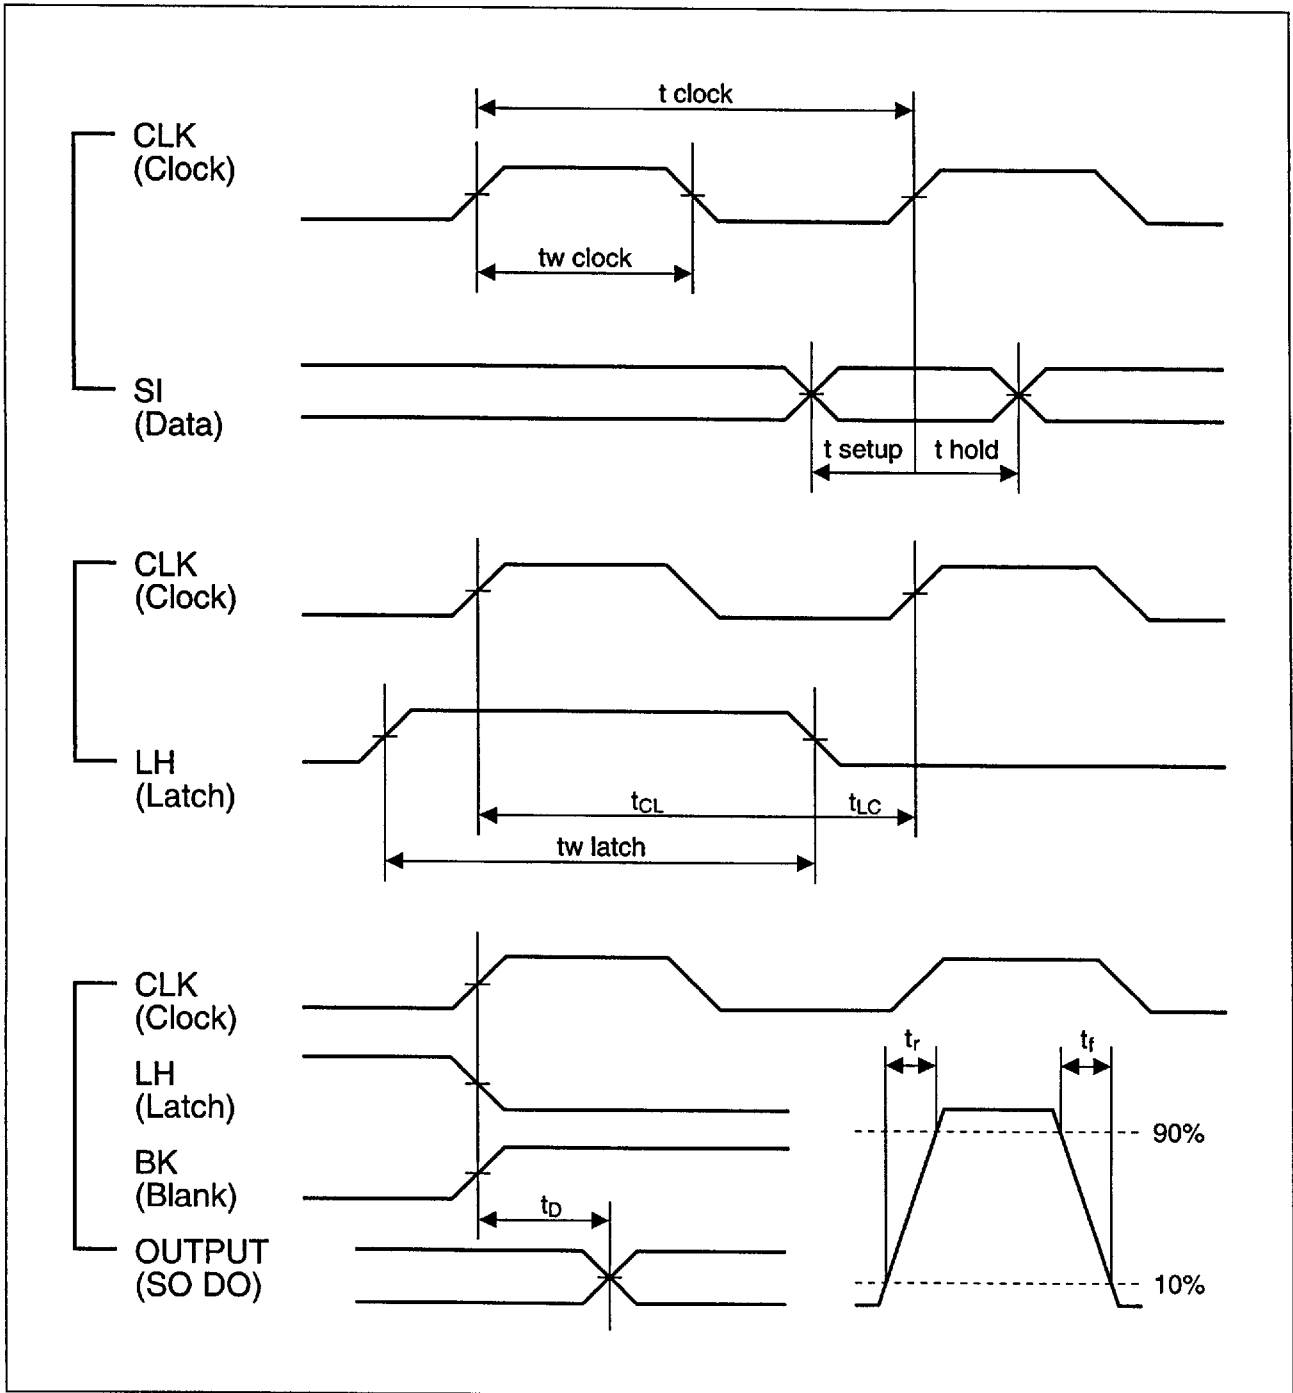 t clock
CLK
(Clock)
tw clock
SI
(Data)
t setup t hold
CLK
(Clock)
LH
(Latch)
tCL tLC
tw latch
CLK
(Clock)
tr tf
LH
(Latch)
90%
BK
(Blank)
tD
OUTPUT
(SO DO)
10%